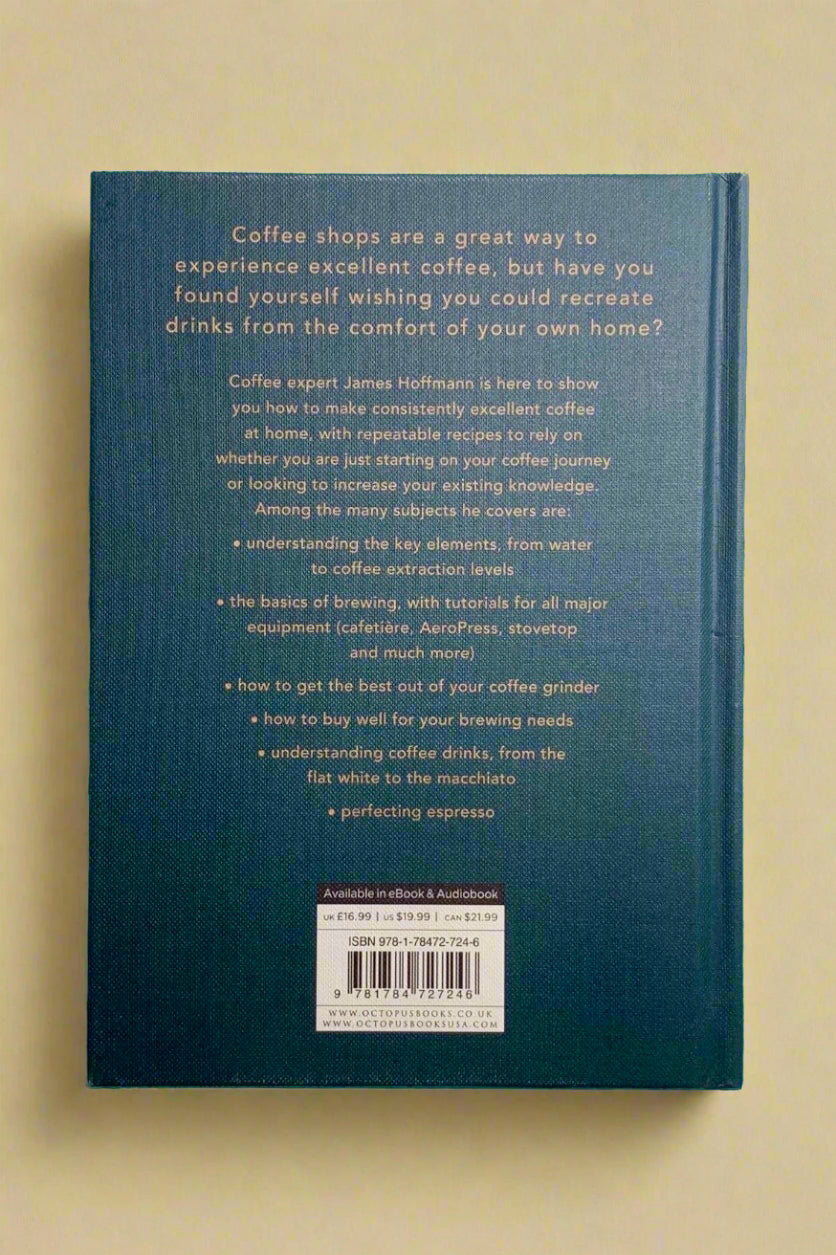 Coffee shops are a great way to
experience excellent coffee, but have you
found yourself wishing you could recreate
drinks from the comfort of your own home?
Coffee expert James Hoffmann is here to show
you how to make consistently excellent coffee
at home, with repeatable recipes to rely on
whether you are just starting on your coffee journey
or looking to increase your existing knowledge.
Among the many subjects he covers are:
• understanding the key elements, from water
to coffee extraction levels
• the basics of brewing, with tutorials for all major
equipment (cafetière, AeroPress, stovetop
and much more)
• how to get the best out of your coffee grinder
• how to buy well for your brewing needs
• understanding coffee drinks, from the
flat white to the macchiato
• perfecting espresso
Available in eBook & Audiobook
UK £16.99 | US $19.99 | CAN $21.99
ISBN 978-1-78472-724-6
9 781784 727246
WWW.OCTOPUSBOOKS.CO.UK
WWW.OCTOPUSBOOKSUSA.COM